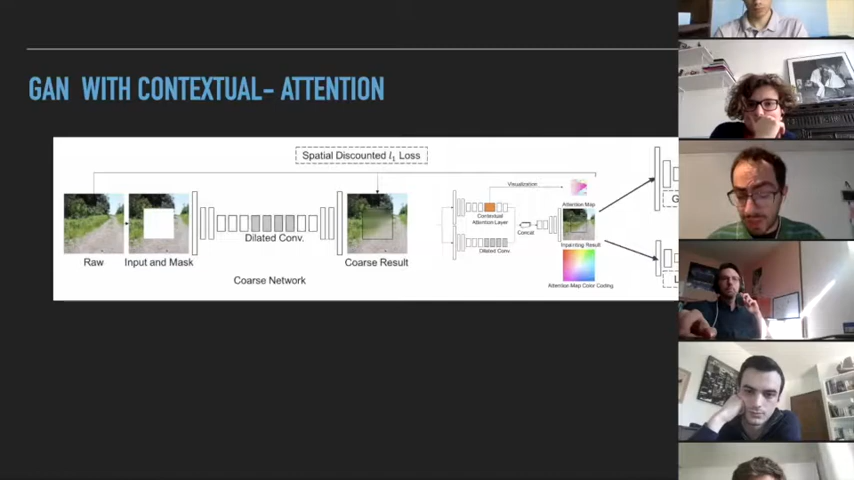 GAN WITH CONTEXTUAL- ATTENTION
Spatial Discounted l₁ Loss
Visualization
Attention Map
Contextual
Attention Layer
Concat
Dilated Conv.
Dilated Conv.
Inpainting Result
Raw
Input and Mask
Coarse Result
Coarse Network
Attention Map Color Coding
G
L